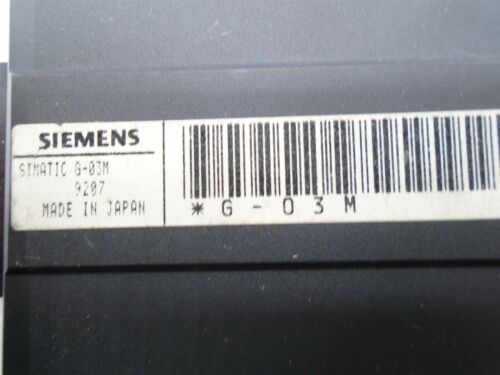 SIEMENS
SIMATIC G-03M
9207
MADE IN JAPAN
*G-03M